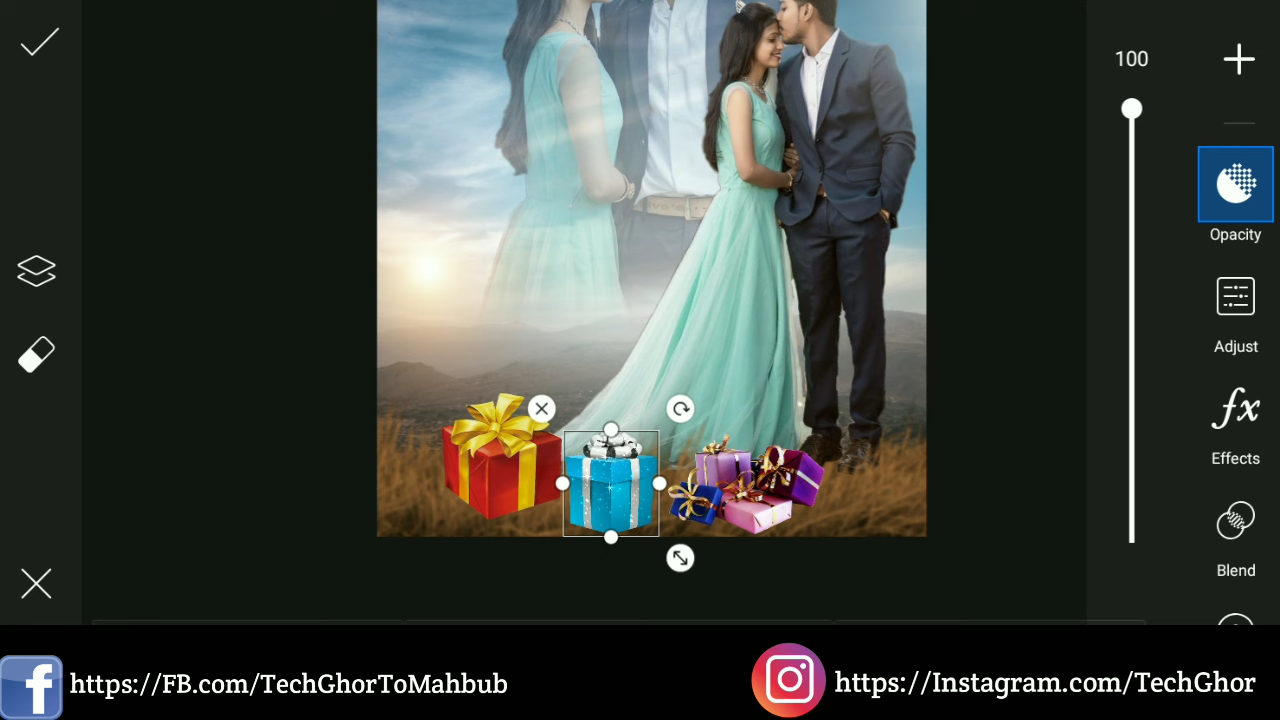 100
Opacity
Adjust
fx
Effects
Blend
https://FB.com/TechGhorToMahbub
https://Instagram.com/TechGhor